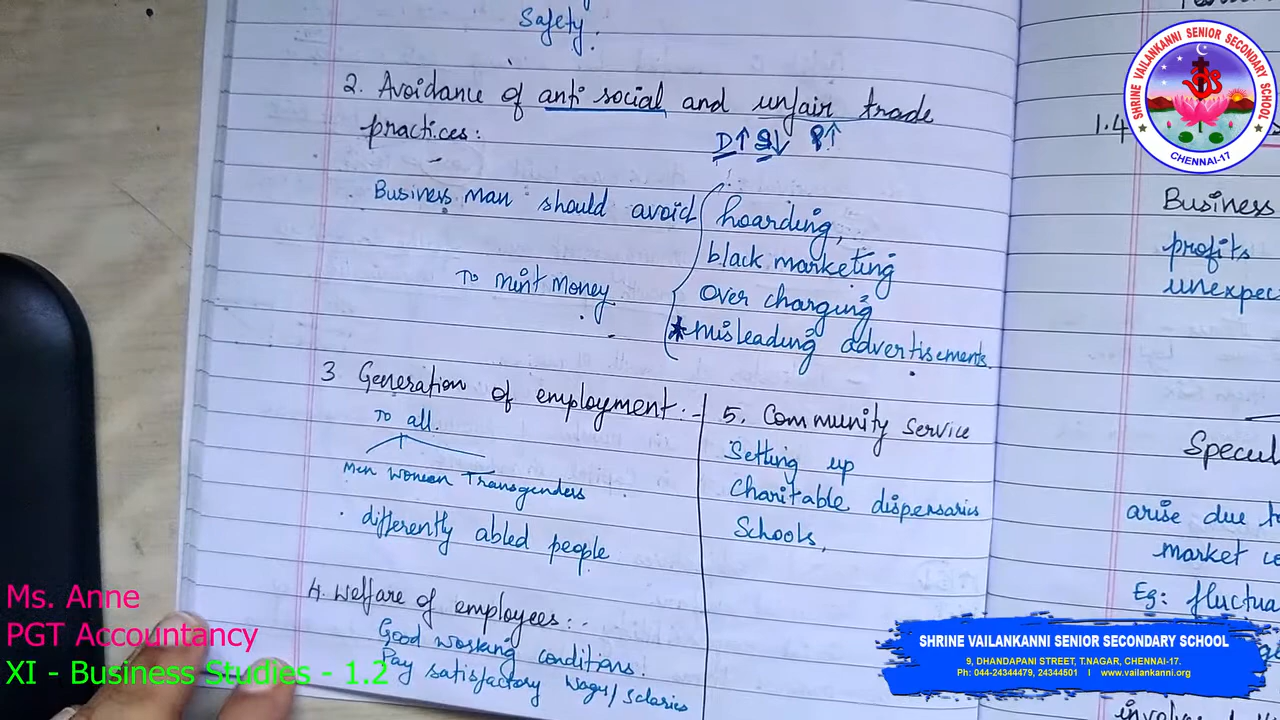 Safety.
2. Avoidance of anti social and unfair trade
practices:
D↑ S↓ P↑
Business man should avoid hoarding,
black marketing
To mint money
over charging
*misleading advertisements.
3. Generation of employment:-
To all.
Men Women Transgenders
differently abled people
4. Welfare of employees:-
Good working conditions.
Pay satisfactory wages/salaries
5. Community service
Setting up
Charitable dispensaries
Schools,
1.4
Business
profits
unexpec
Specul
arise due to
market co
Eg: fluctua
SHRINE VAILANKANNI SENIOR SECONDARY SCHOOL
CHENNAI-17
Ms. Anne
PGT Accountancy
XI - Business Studies - 1.2
SHRINE VAILANKANNI SENIOR SECONDARY SCHOOL
9, DHANDAPANI STREET, T.NAGAR, CHENNAI-17.
Ph: 044-24344479, 24344501 I www.vailankanni.org